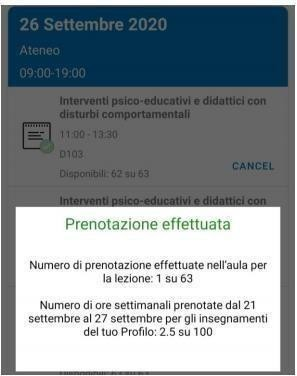 26 Settembre 2020
Ateneo
09:00-19:00
Interventi psico-educativi e didattici con
disturbi comportamentali
11:00 - 13:30
D103
Disponibili: 62 su 63
CANCEL
Interventi psico-educativi e didattici con
Prenotazione effettuata
Numero di prenotazione effettuate nell'aula per
la lezione: 1 su 63
Numero di ore settimanali prenotate dal 21
settembre al 27 settembre per gli insegnamenti
del tuo Profilo: 2.5 su 100